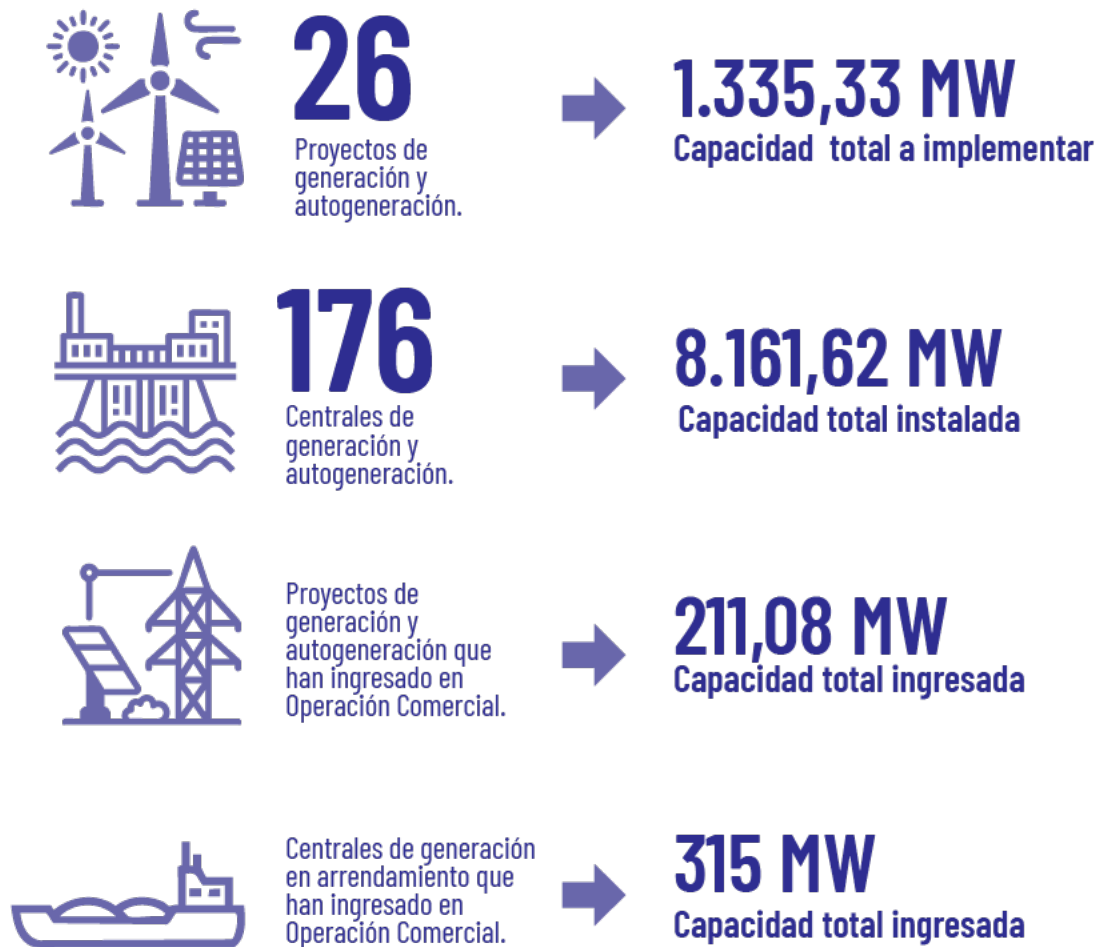 26
Proyectos de
generación y
autogeneración.
1.335,33 MW
Capacidad total a implementar
176
Centrales de
generación y
autogeneración.
8.161,62 MW
Capacidad total instalada
Proyectos de
generación y
autogeneración que
han ingresado en
Operación Comercial.
211,08 MW
Capacidad total ingresada
Centrales de generación
en arrendamiento que
han ingresado en
Operación Comercial.
315 MW
Capacidad total ingresada